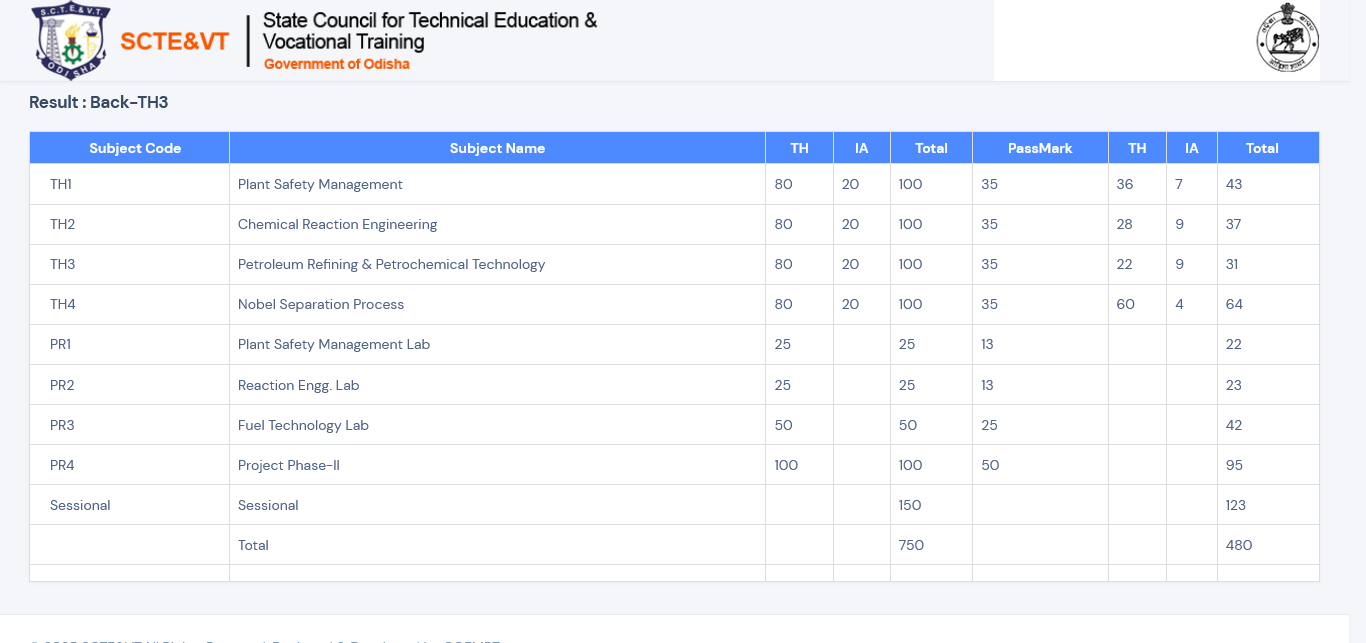 S.C.T.E.&V.T.
ODISHA
SCTE&VT
State Council for Technical Education &
Vocational Training
Government of Odisha
Result : Back-TH3
Subject Code Subject Name TH IA Total PassMark TH IA Total
TH1 Plant Safety Management 80 20 100 35 36 7 43
TH2 Chemical Reaction Engineering 80 20 100 35 28 9 37
TH3 Petroleum Refining & Petrochemical Technology 80 20 100 35 22 9 31
TH4 Nobel Separation Process 80 20 100 35 60 4 64
PR1 Plant Safety Management Lab 25 25 13 22
PR2 Reaction Engg. Lab 25 25 13 23
PR3 Fuel Technology Lab 50 50 25 42
PR4 Project Phase-II 100 100 50 95
Sessional Sessional 150 123
Total 750 480